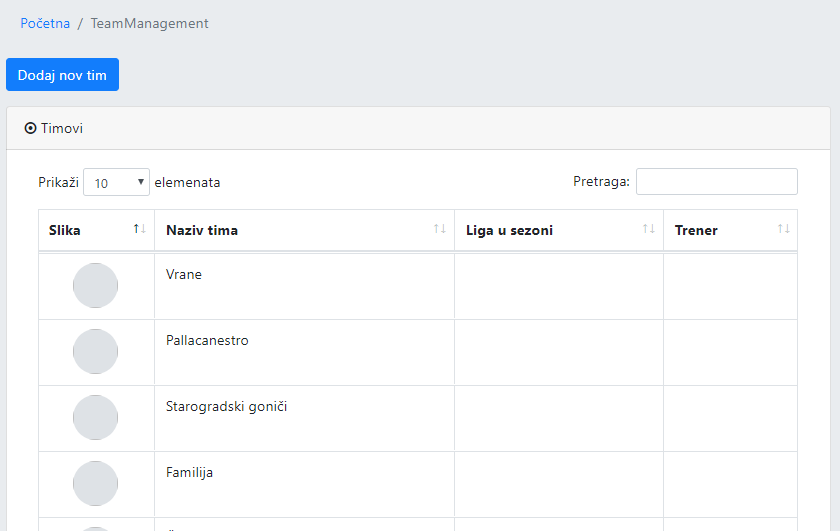 Početna / TeamManagement
Dodaj nov tim
Timovi
Prikaži 10 elemenata Pretraga:
Slika Naziv tima Liga u sezoni Trener
Vrane
Pallacanestro
Starogradski goniči
Familija